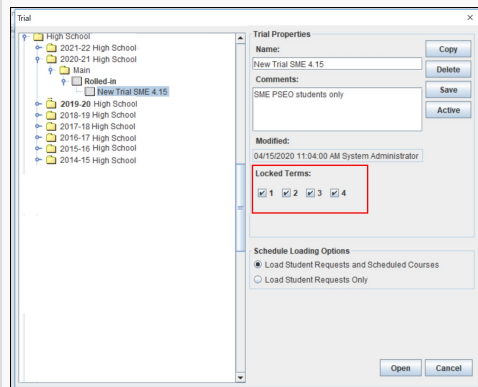 Trial
High School
2021-22 High School
2020-21 High School
Main
Rolled-in
New Trial SME 4.15
2019-20 High School
2018-19 High School
2017-18 High School
2016-17 High School
2015-16 High School
2014-15 High School
Trial Properties
Name:
New Trial SME 4.15
Comments:
SME PSEO students only
Copy
Delete
Save
Active
Modified:
04/15/2020 11:04:00 AM System Administrator
Locked Terms:
1 2 3 4
Schedule Loading Options
Load Student Requests and Scheduled Courses
Load Student Requests Only
Open Cancel